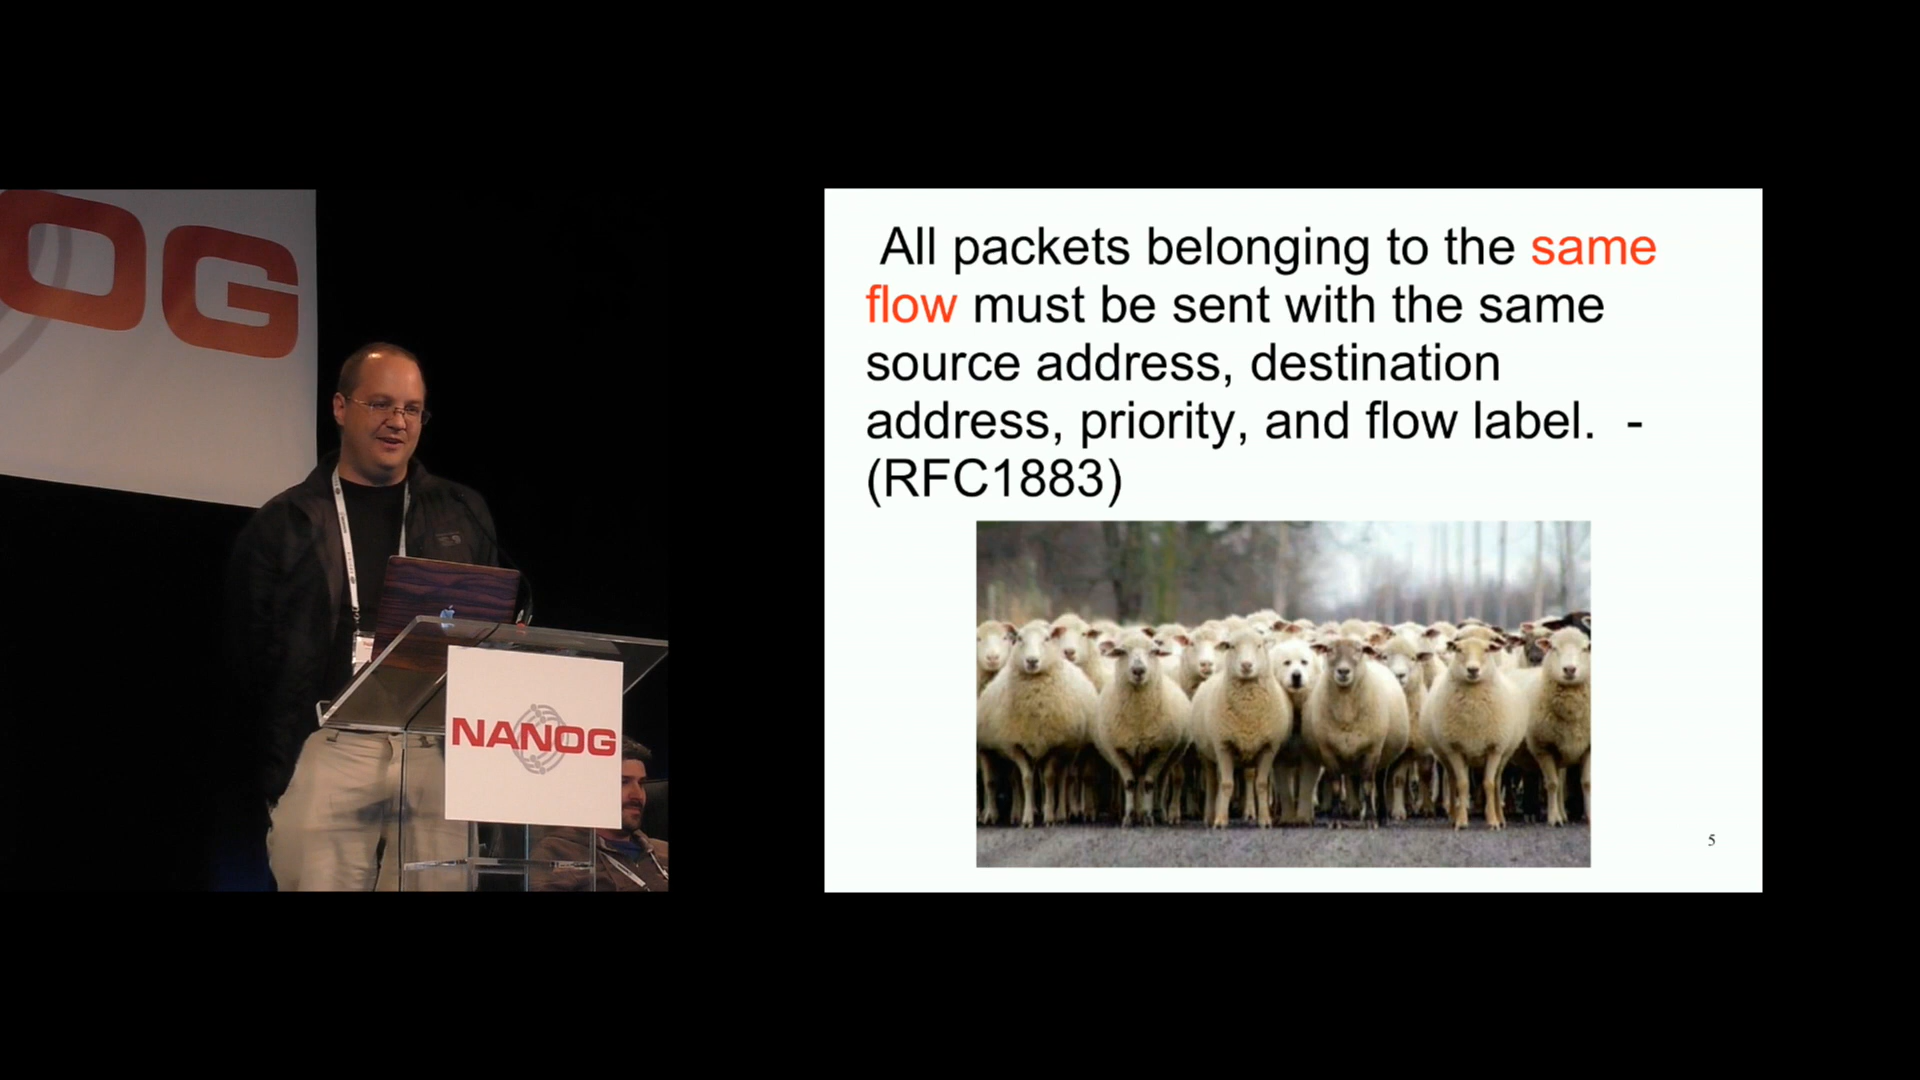 OG
NANOG
All packets belonging to the same
flow must be sent with the same
source address, destination
address, priority, and flow label.  -
(RFC1883)
5